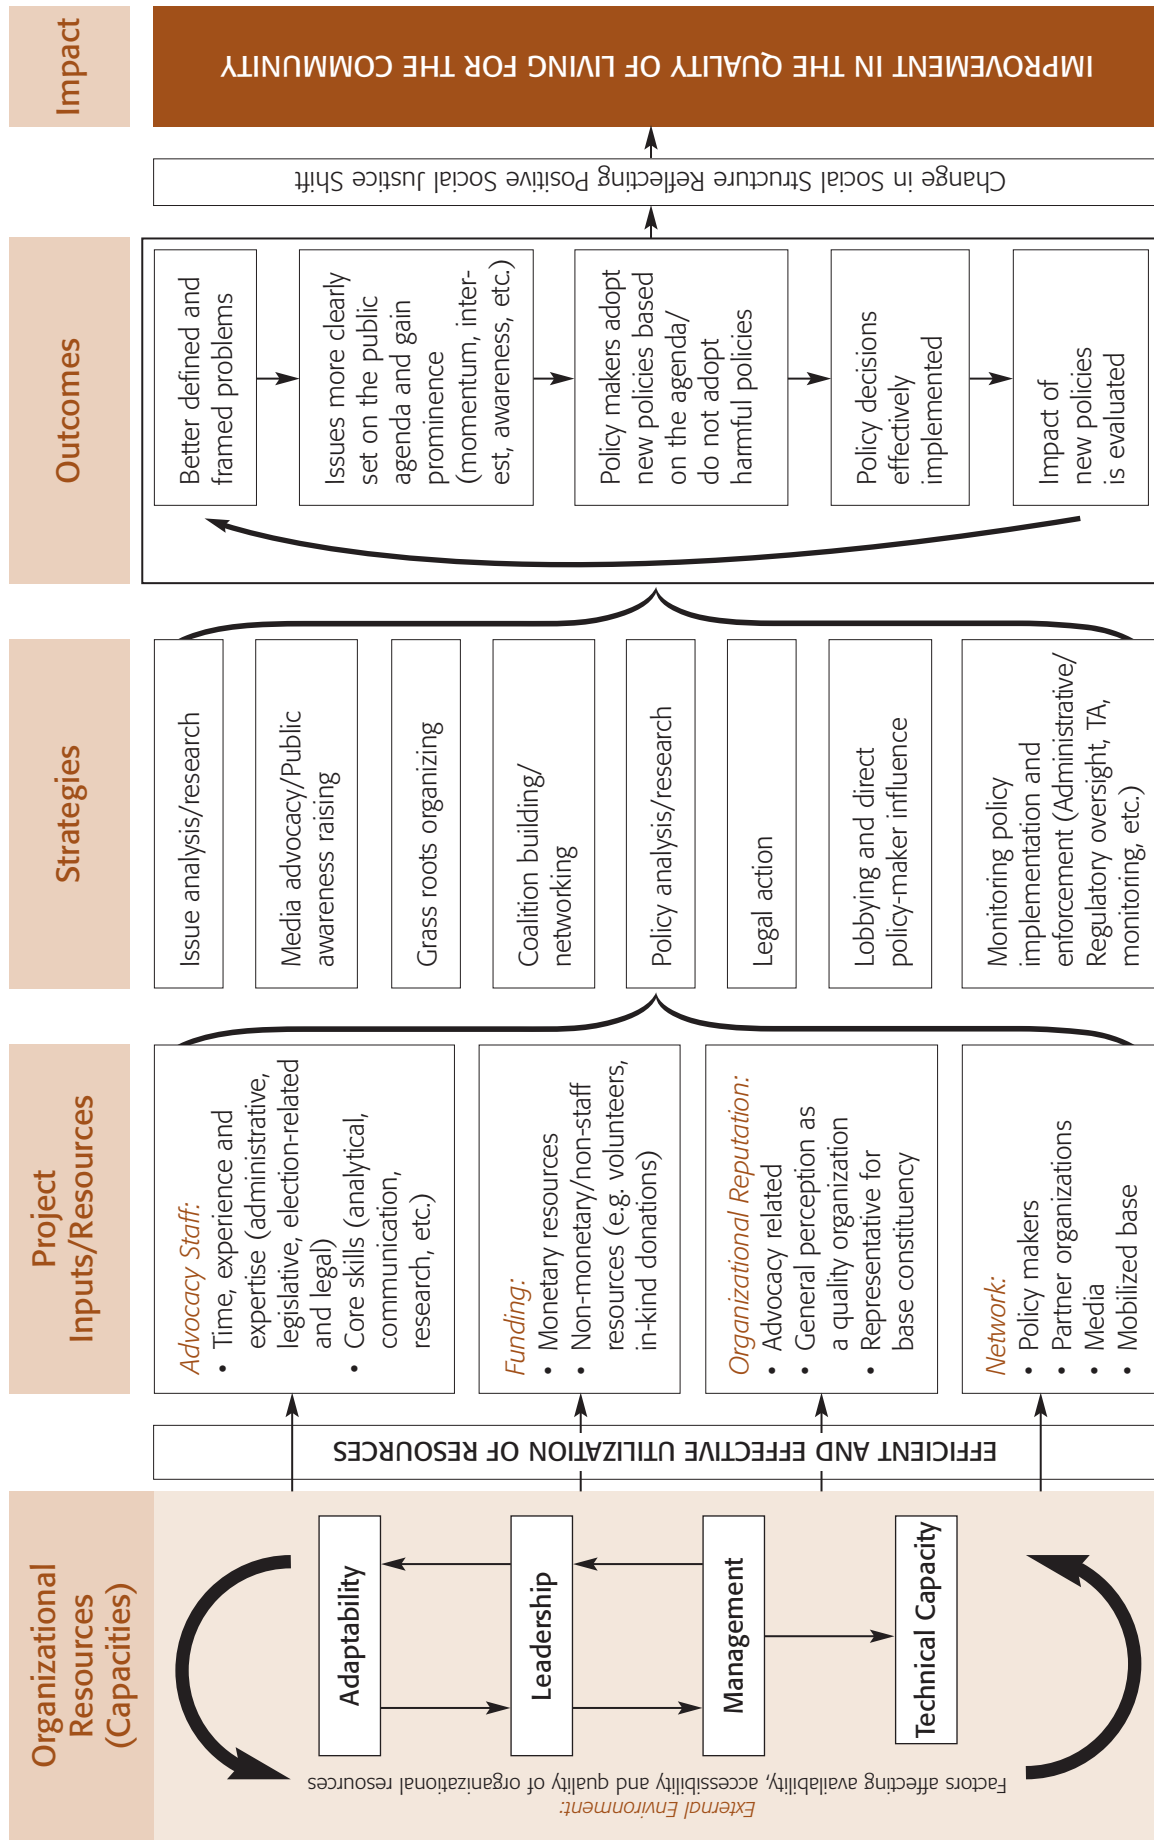 Organizational
Resources
(Capacities)
External Environment:
Factors affecting availability, accessibility and quality of organizational resources
Adaptability
Leadership
Management
Technical Capacity
EFFICIENT AND EFFECTIVE UTILIZATION OF RESOURCES
Project
Inputs/Resources
Advocacy Staff:
• Time, experience and
expertise (administrative,
legislative, election-related
and legal)
• Core skills (analytical,
communication,
research, etc.)
Funding:
• Monetary resources
• Non-monetary/non-staff
resources (e.g. volunteers,
in-kind donations)
Organizational Reputation:
• Advocacy related
• General perception as
a quality organization
• Representative for
base constituency
Network:
• Policy makers
• Partner organizations
• Media
• Mobilized base
Strategies
Issue analysis/research
Media advocacy/Public
awareness raising
Grass roots organizing
Coalition building/
networking
Policy analysis/research
Legal action
Lobbying and direct
policy-maker influence
Monitoring policy
implementation and
enforcement (Administrative/
Regulatory oversight, TA,
monitoring, etc.)
Outcomes
Better defined and
framed problems
Issues more clearly
set on the public
agenda and gain
prominence
(momentum, inter-
est, awareness, etc.)
Policy makers adopt
new policies based
on the agenda/
do not adopt
harmful policies
Policy decisions
effectively
implemented
Impact of
new policies
is evaluated
Change in Social Structure Reflecting Positive Social Justice Shift
Impact
IMPROVEMENT IN THE QUALITY OF LIVING FOR THE COMMUNITY